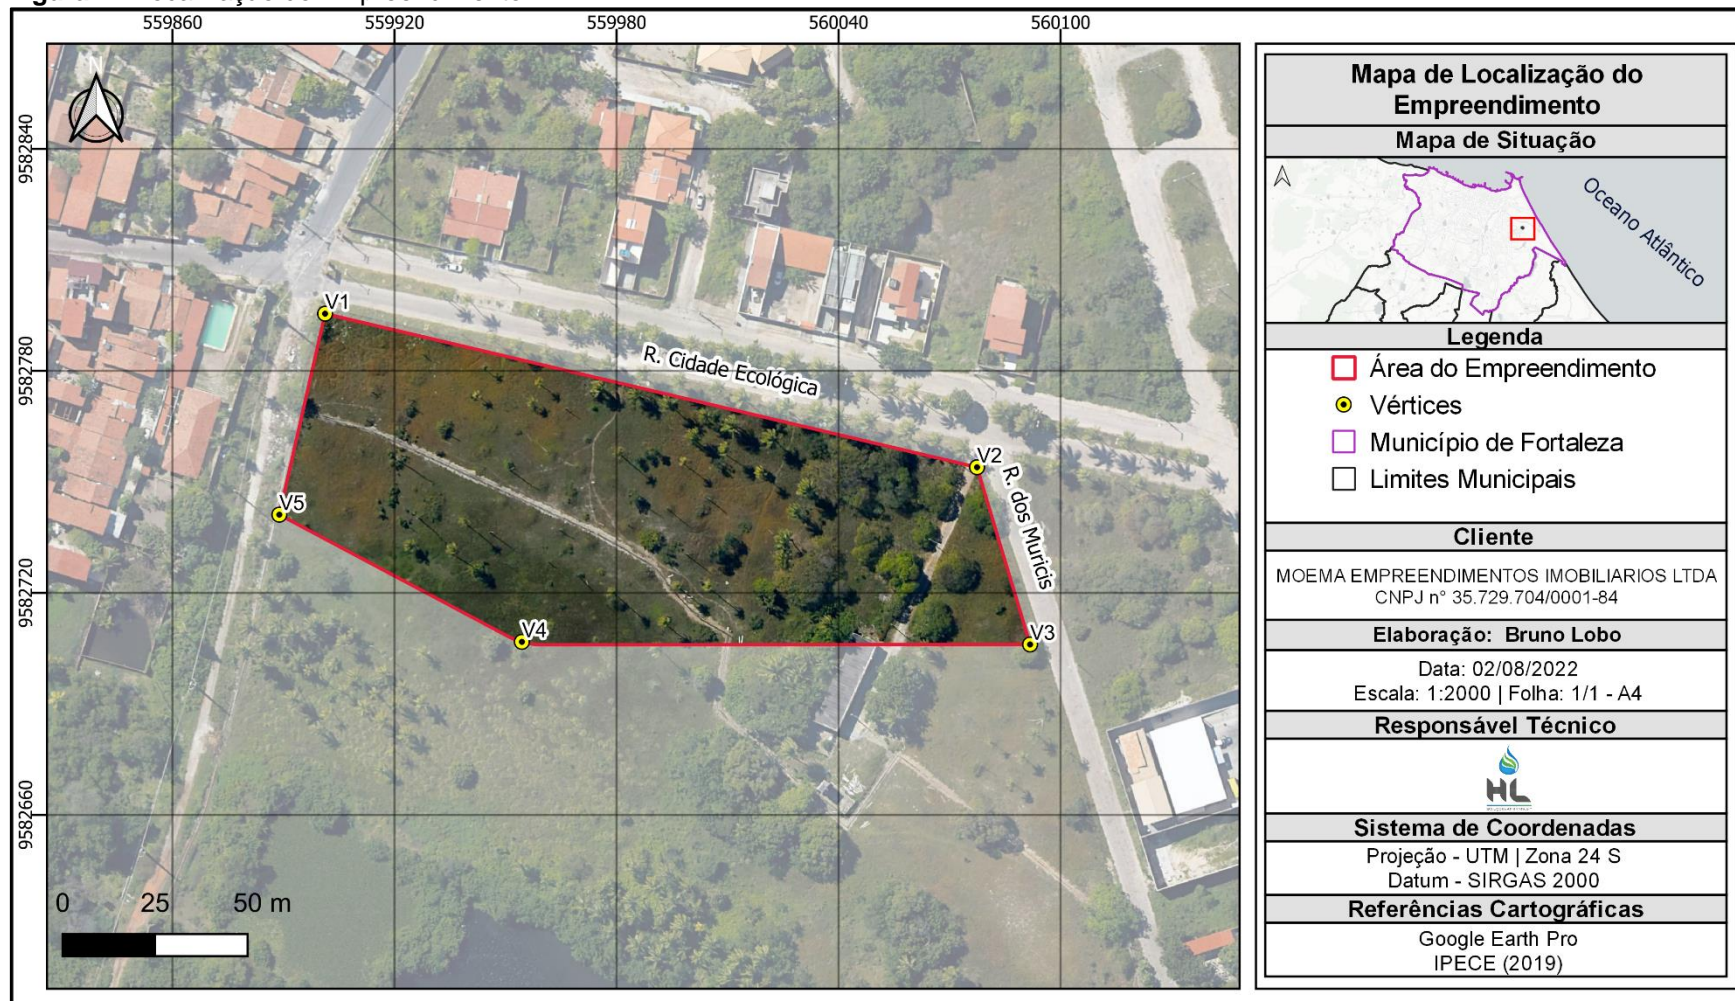 559860
559920
559980
560040
560100
9582840
9582780
9582720
9582660
N
V1
V2
V3
V4
V5
R. Cidade Ecológica
R. dos Muricis
0 25 50 m
Mapa de Localização do
Empreendimento
Mapa de Situação
Oceano Atlântico
Legenda
Área do Empreendimento
Vértices
Município de Fortaleza
Limites Municipais
Cliente
MOEMA EMPREENDIMENTOS IMOBILIARIOS LTDA
CNPJ n° 35.729.704/0001-84
Elaboração: Bruno Lobo
Data: 02/08/2022
Escala: 1:2000 | Folha: 1/1 - A4
Responsável Técnico
HL
Sistema de Coordenadas
Projeção - UTM | Zona 24 S
Datum - SIRGAS 2000
Referências Cartográficas
Google Earth Pro
IPECE (2019)